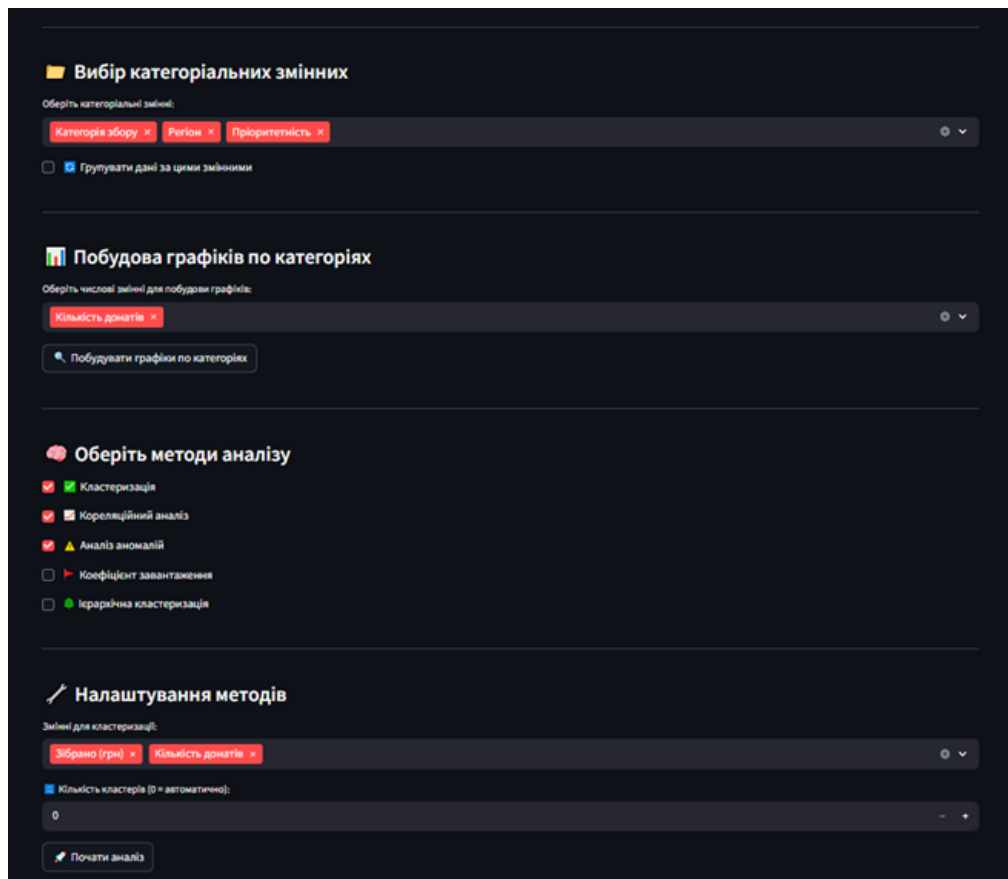 Вибір категоріальних змінних
Оберіть категоріальні змінні:
Категорія збору × Регіон × Пріоритетність ×
Групувати дані за цими змінними
Побудова графіків по категоріях
Оберіть числові змінні для побудови графіків:
Кількість донатів ×
Побудувати графіки по категоріях
Оберіть методи аналізу
Кластеризація
Кореляційний аналіз
Аналіз аномалій
Коефіцієнт завантаження
Ієрархічна кластеризація
Налаштування методів
Змінні для кластеризації:
Зібрано (грн) × Кількість донатів ×
Кількість кластерів (0 = автоматично):
0 − +
Почати аналіз